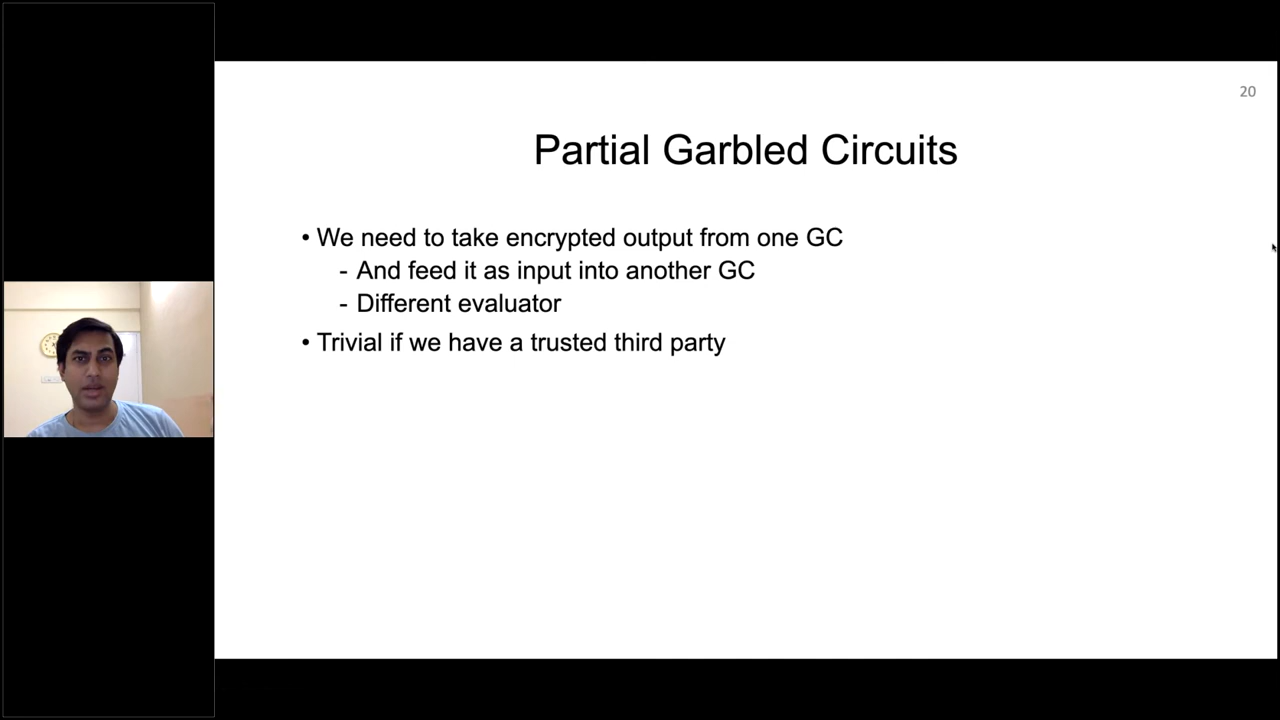 20
Partial Garbled Circuits
• We need to take encrypted output from one GC
- And feed it as input into another GC
- Different evaluator
• Trivial if we have a trusted third party